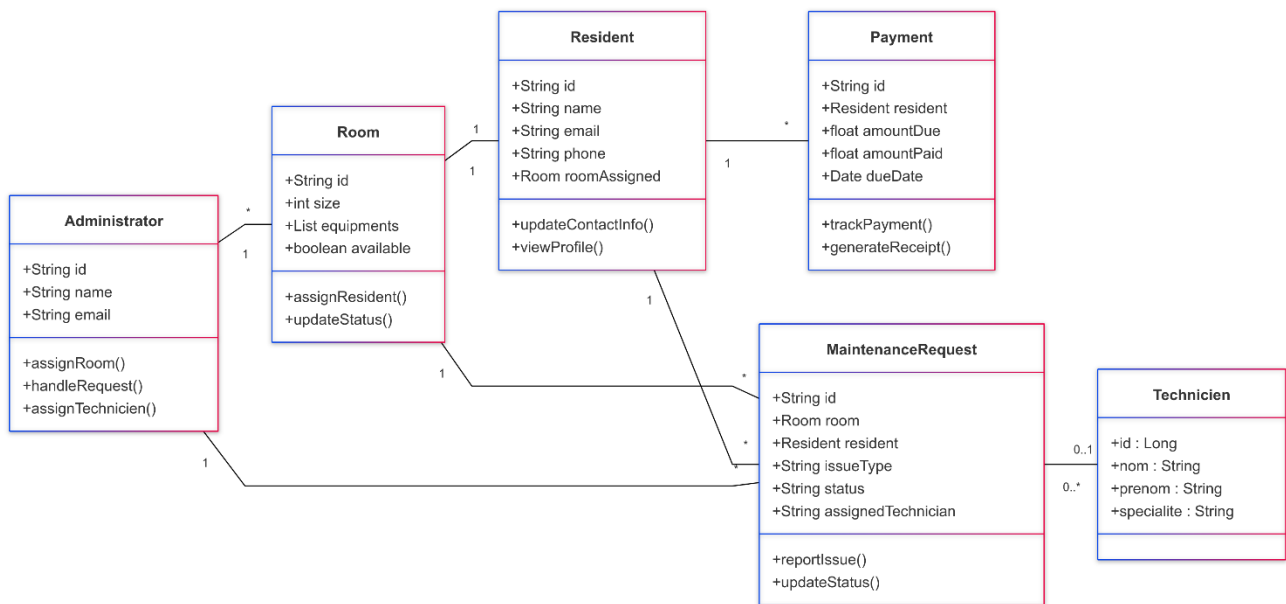 Resident
+String id
+String name
+String email
+String phone
+Room roomAssigned
+updateContactInfo()
+viewProfile()
Payment
+String id
+Resident resident
+float amountDue
+float amountPaid
+Date dueDate
+trackPayment()
+generateReceipt()
Room
+String id
+int size
+List equipments
+boolean available
+assignResident()
+updateStatus()
Administrator
+String id
+String name
+String email
+assignRoom()
+handleRequest()
+assignTechnicien()
MaintenanceRequest
+String id
+Room room
+Resident resident
+String issueType
+String status
+String assignedTechnician
+reportIssue()
+updateStatus()
Technicien
+id : Long
+nom : String
+prenom : String
+specialite : String
*
1
1
1
*
1
1
*
1
*
1
*
0..1
0..*